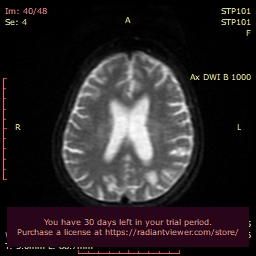 Im: 40/48
Se: 4
A
STP101
STP101
F
Ax DWI B 1000
R
L
You have 30 days left in your trial period.
Purchase a license at https://radiantviewer.com/store/